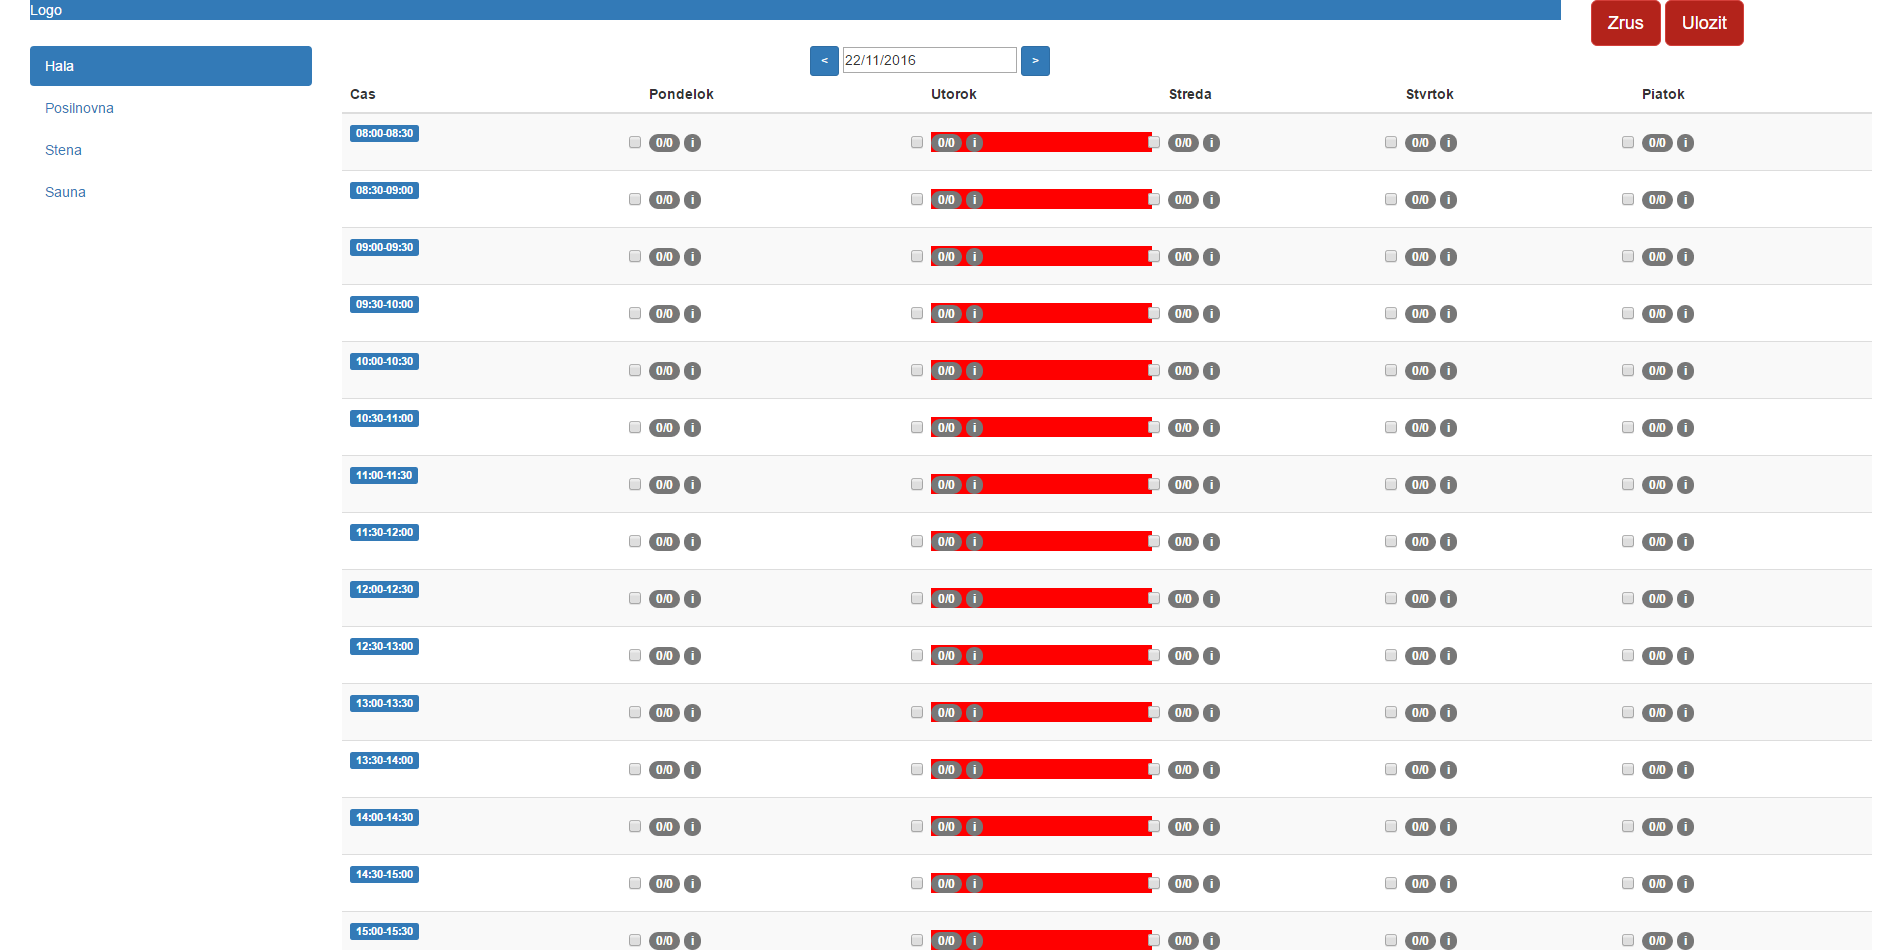 Logo
Zrus Ulozit
Hala
Posilnovna
Stena
Sauna
< 22/11/2016 >
Cas Pondelok Utorok Streda Stvrtok Piatok
08:00-08:30 0/0 i 0/0 i 0/0 i 0/0 i 0/0 i
08:30-09:00 0/0 i 0/0 i 0/0 i 0/0 i 0/0 i
09:00-09:30 0/0 i 0/0 i 0/0 i 0/0 i 0/0 i
09:30-10:00 0/0 i 0/0 i 0/0 i 0/0 i 0/0 i
10:00-10:30 0/0 i 0/0 i 0/0 i 0/0 i 0/0 i
10:30-11:00 0/0 i 0/0 i 0/0 i 0/0 i 0/0 i
11:00-11:30 0/0 i 0/0 i 0/0 i 0/0 i 0/0 i
11:30-12:00 0/0 i 0/0 i 0/0 i 0/0 i 0/0 i
12:00-12:30 0/0 i 0/0 i 0/0 i 0/0 i 0/0 i
12:30-13:00 0/0 i 0/0 i 0/0 i 0/0 i 0/0 i
13:00-13:30 0/0 i 0/0 i 0/0 i 0/0 i 0/0 i
13:30-14:00 0/0 i 0/0 i 0/0 i 0/0 i 0/0 i
14:00-14:30 0/0 i 0/0 i 0/0 i 0/0 i 0/0 i
14:30-15:00 0/0 i 0/0 i 0/0 i 0/0 i 0/0 i
15:00-15:30 0/0 i 0/0 i 0/0 i 0/0 i 0/0 i